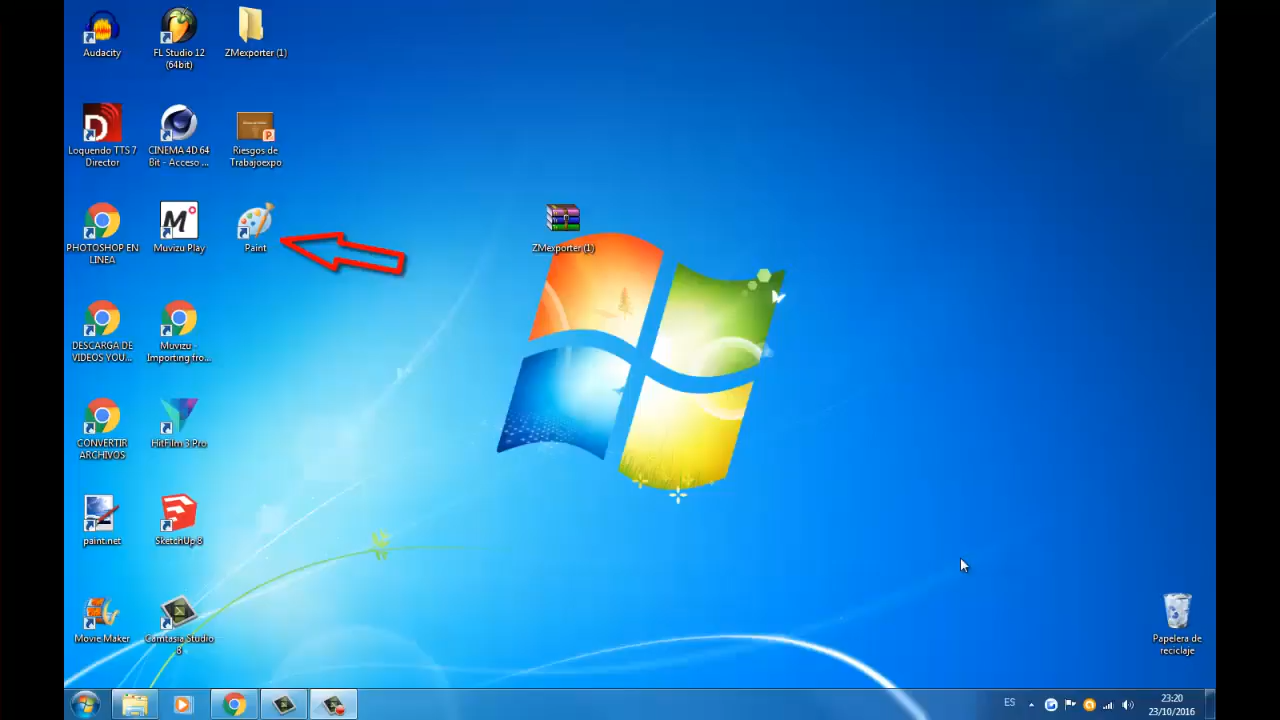 Audacity
FL Studio 12
(64bit)
ZMexporter (1)
Loquendo TTS 7
Director
CINEMA 4D 64
Bit - Acceso ...
Riesgos de
Trabajoexpo
PHOTOSHOP EN
LINEA
Muvizu Play
Paint
ZMexporter (1)
DESCARGA DE
VIDEOS YOU...
Muvizu -
Importing fro...
CONVERTIR
ARCHIVOS
HitFilm 3 Pro
paint.net
SketchUp 8
Movie Maker
Camtasia Studio
8
Papelera de
reciclaje
ES
23:20
23/10/2016